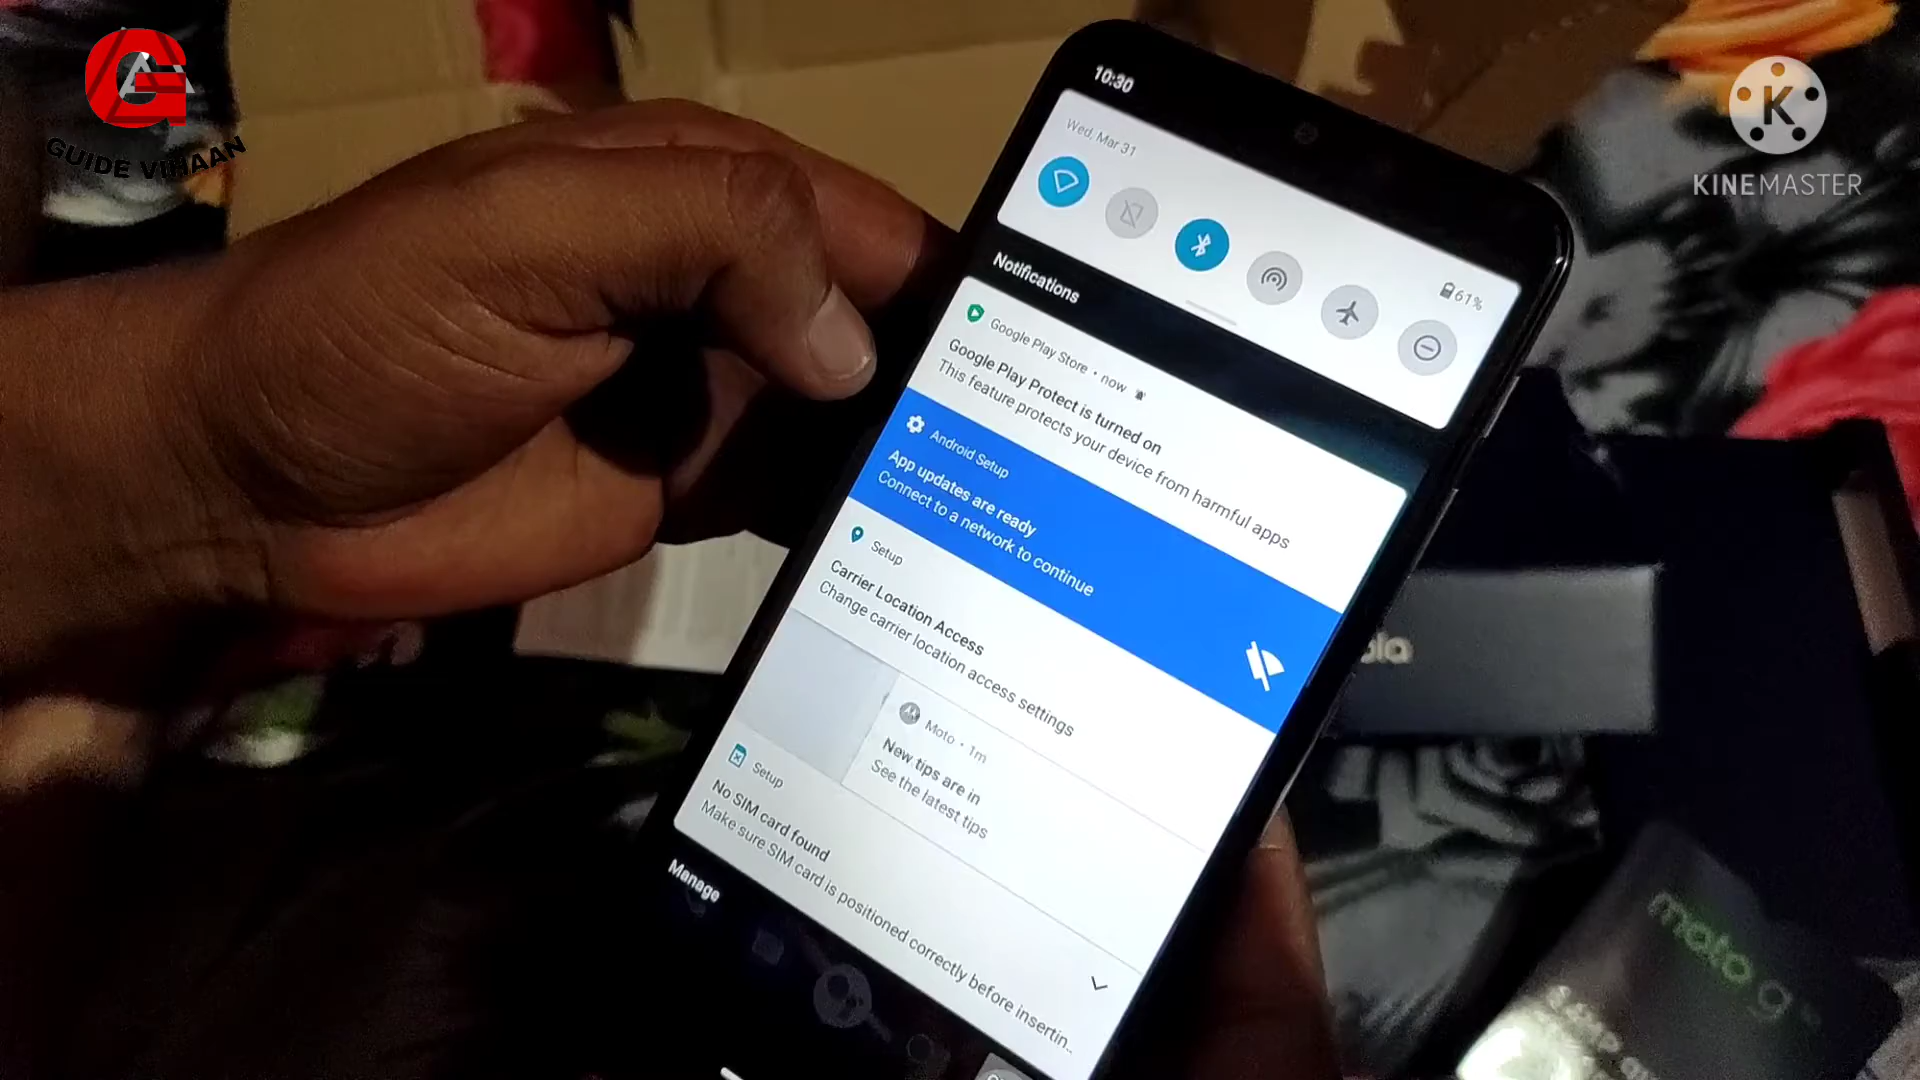 GUIDE VIHAAN
KINEMASTER
10:30
Wed, Mar 31
61%
Notifications
Google Play Store • now
Google Play Protect is turned on
This feature protects your device from harmful apps
Android Setup
App updates are ready
Connect to a network to continue
Setup
Carrier Location Access
Change carrier location access settings
Moto • 1m
New tips are in
See the latest tips
Setup
No SIM card found
Make sure SIM card is positioned correctly before insertin..
Manage
ola
moto g